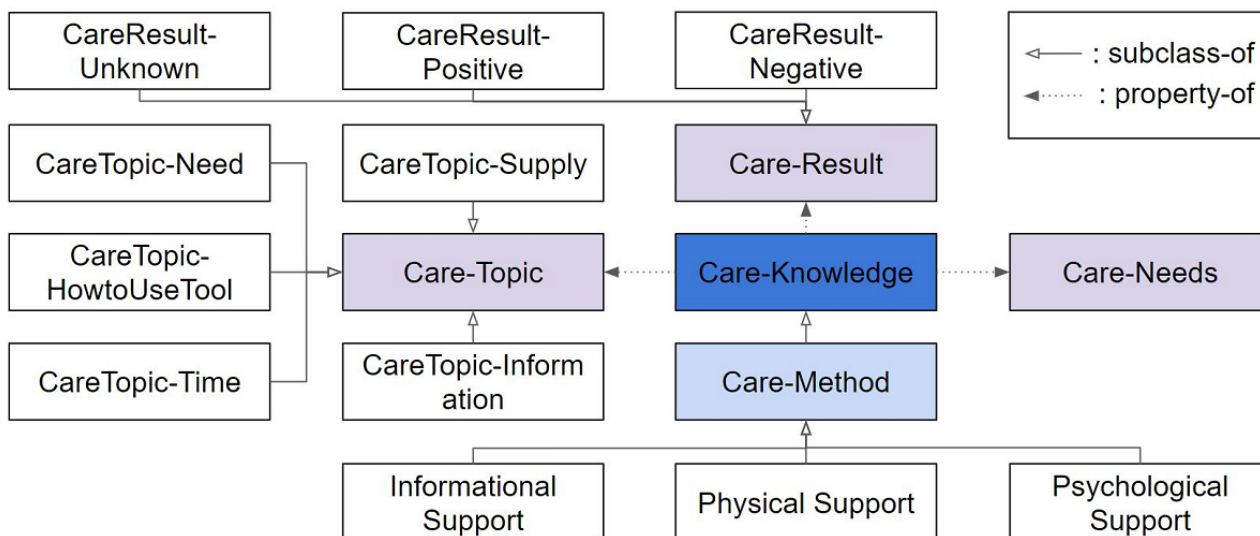 CareResult-
Unknown
CareResult-
Positive
CareResult-
Negative
: subclass-of
: property-of
CareTopic-Need
CareTopic-Supply
Care-Result
CareTopic-
HowtoUseTool
Care-Topic
Care-Knowledge
Care-Needs
CareTopic-Time
CareTopic-Inform
ation
Care-Method
Informational
Support
Physical Support
Psychological
Support